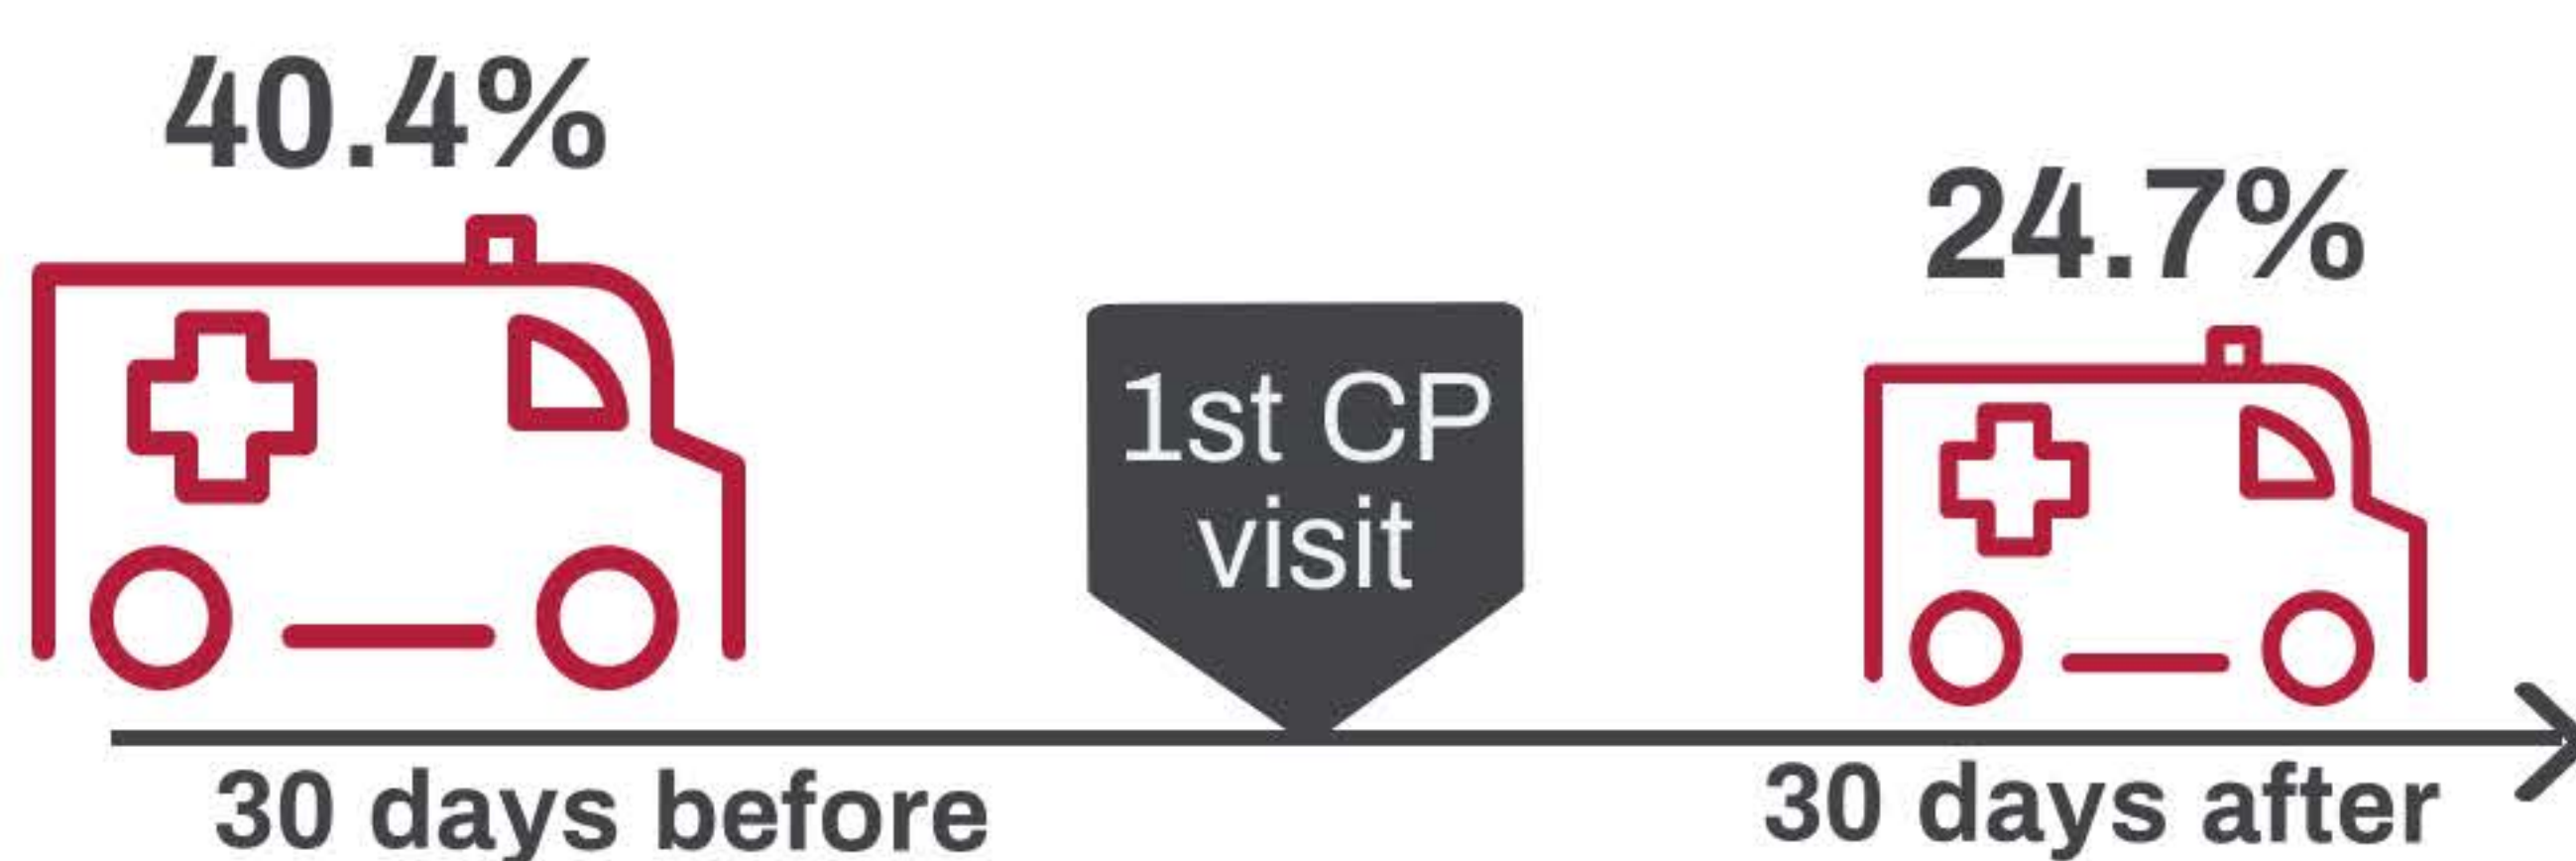 40.4%
24.7%
1st CP
visit
30 days before
30 days after